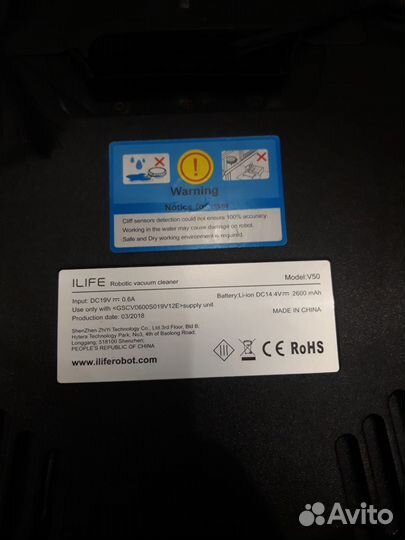 Warning
Notice for user
Cliff sensors detection could not ensure 100% accuracy.
Working in the water may cause damage on robot.
Safe and Dry working environment is required.
ILIFE Robotic vacuum cleaner
Model:V50
Input: DC19V 0.6A
Battery:Li-ion DC14.4V 2600 mAh
Use only with <GSCV0600S019V12E>supply unit
Production date: 03/2018
MADE IN CHINA
ShenZhen ZhiYi Technology Co., Ltd.3rd Floor, Bld B,
Hytera Technology Park; No3, 4th of Baolong Road,
Longgang; 518100 Shenzhen;
PEOPLE'S REPUBLIC OF CHINA
www.iliferobot.com
CE RoHS
Avito